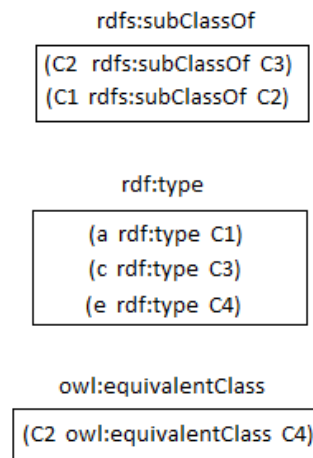 rdfs:subClassOf
(C2 rdfs:subClassOf C3)
(C1 rdfs:subClassOf C2)
rdf:type
(a rdf:type C1)
(c rdf:type C3)
(e rdf:type C4)
owl:equivalentClass
(C2 owl:equivalentClass C4)